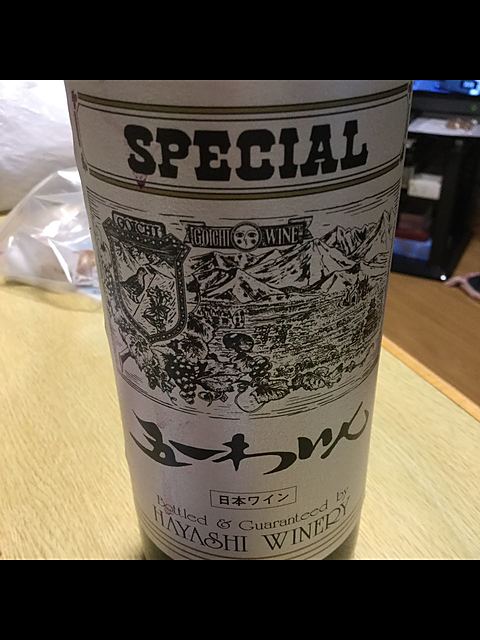 SPECIAL
GOICHI
GOICHI WINE
五一わいん
日本ワイン
Bottled & Guaranteed by
HAYASHI WINERY